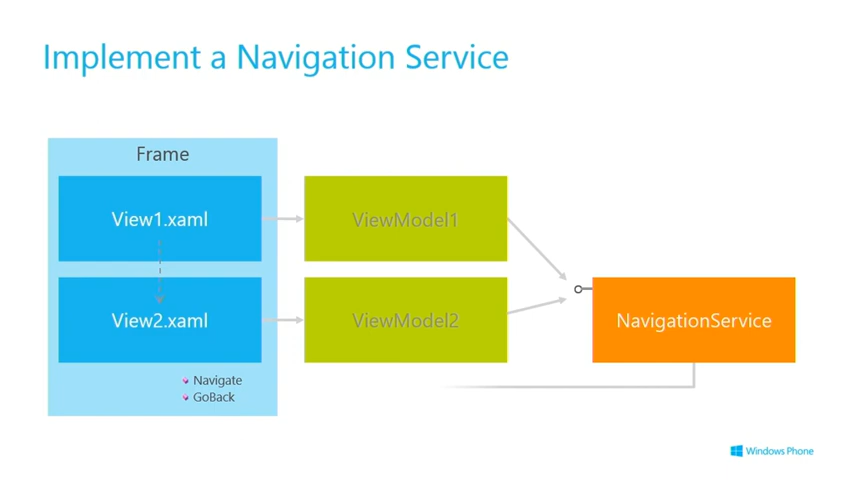 Implement a Navigation Service
Frame
View1.xaml
ViewModel1
View2.xaml
ViewModel2
NavigationService
Navigate
GoBack
Windows Phone